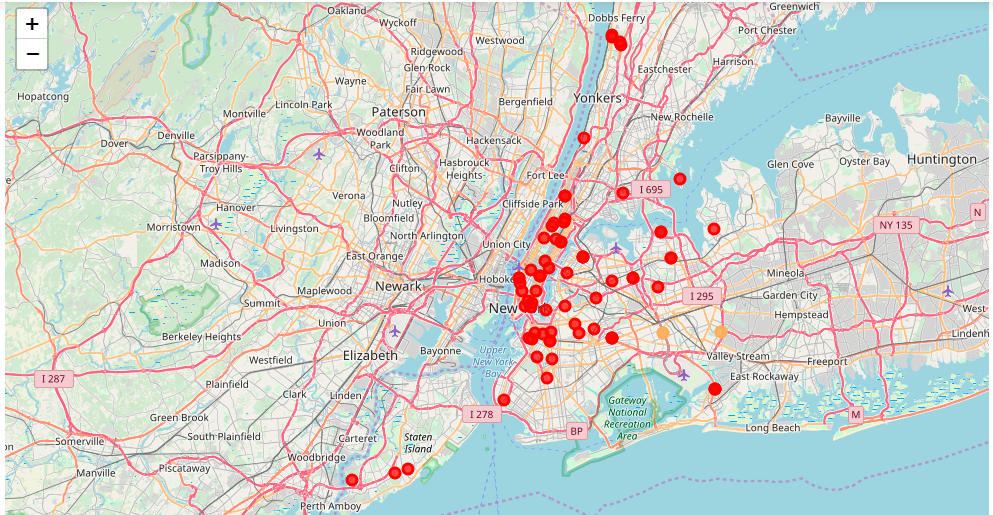 +
−
Oakland
Wyckoff
Dobbs Ferry
Greenwich
Port Chester
Ridgewood
Westwood
Glen Rock
Eastchester
Harrison
Hopatcong
Wayne
Fair Lawn
Lincoln Park
Bergenfield
Yonkers
Montville
Paterson
New Rochelle
Bayville
Denville
Woodland
Park
Hackensack
Dover
Parsippany-
Troy Hills
Clifton
Hasbrouck
Heights
Fort Lee
Glen Cove
Oyster Bay
Huntington
I 695
Verona
Nutley
Cliffside Park
Hanover
Bloomfield
N
Morristown
Livingston
North Arlington
Union City
NY 135
East Orange
Madison
Mineola
Maplewood
Newark
Hoboke
I 295
Garden City
Summit
New
Hempstead
Union
Lindenh
Berkeley Heights
Elizabeth
Bayonne
Upper
New York
Bay
Valley Stream
Westfield
Freeport
I 287
Plainfield
Clark
Linden
East Rockaway
Gateway
National
Recreation
Area
Green Brook
I 278
M
South Plainfield
Carteret
Staten
Island
BP
Long Beach
Somerville
on
Woodbridge
Manville
Piscataway
Perth Amboy